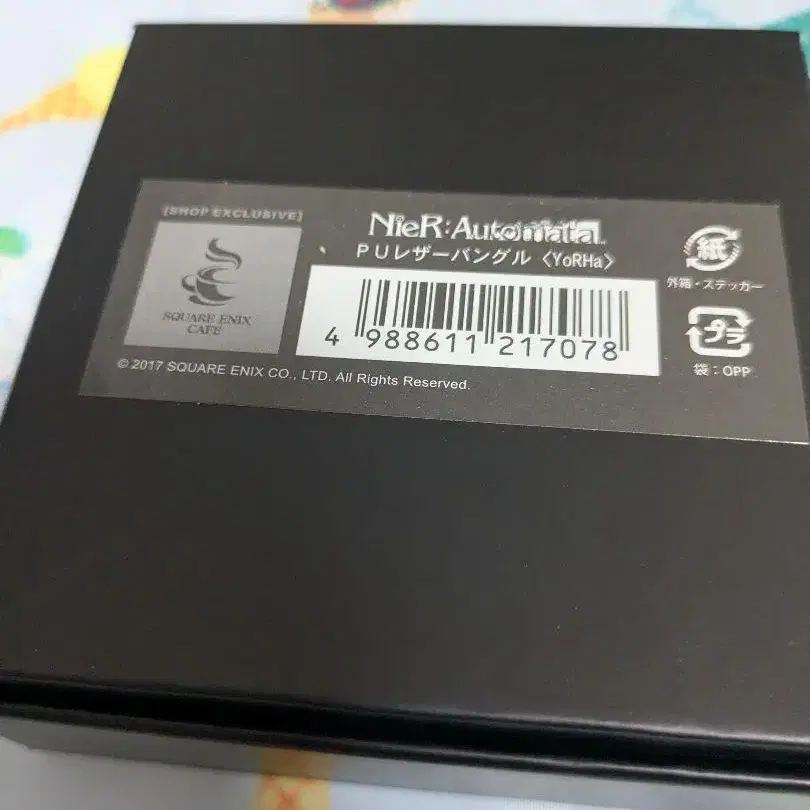 [SHOP EXCLUSIVE]
SQUARE ENIX
CAFE
NieR:Automata™
PUレザーバングル〈YoRHa〉
4 988611 217078
© 2017 SQUARE ENIX CO., LTD. All Rights Reserved.
紙
外箱・ステッカー
プラ
袋：OPP